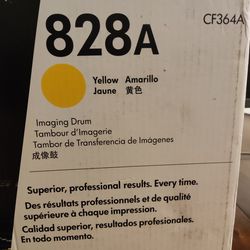 828A
CF364A
Yellow Amarillo
Jaune 黄色
Imaging Drum
Tambour d'Imagerie
Tambor de Transferencia de Imágenes
成像鼓
Superior, professional results. Every time.
Des résultats professionnels et de qualité
supérieure à chaque impression.
Calidad superior, resultados profesionales.
En todo momento.